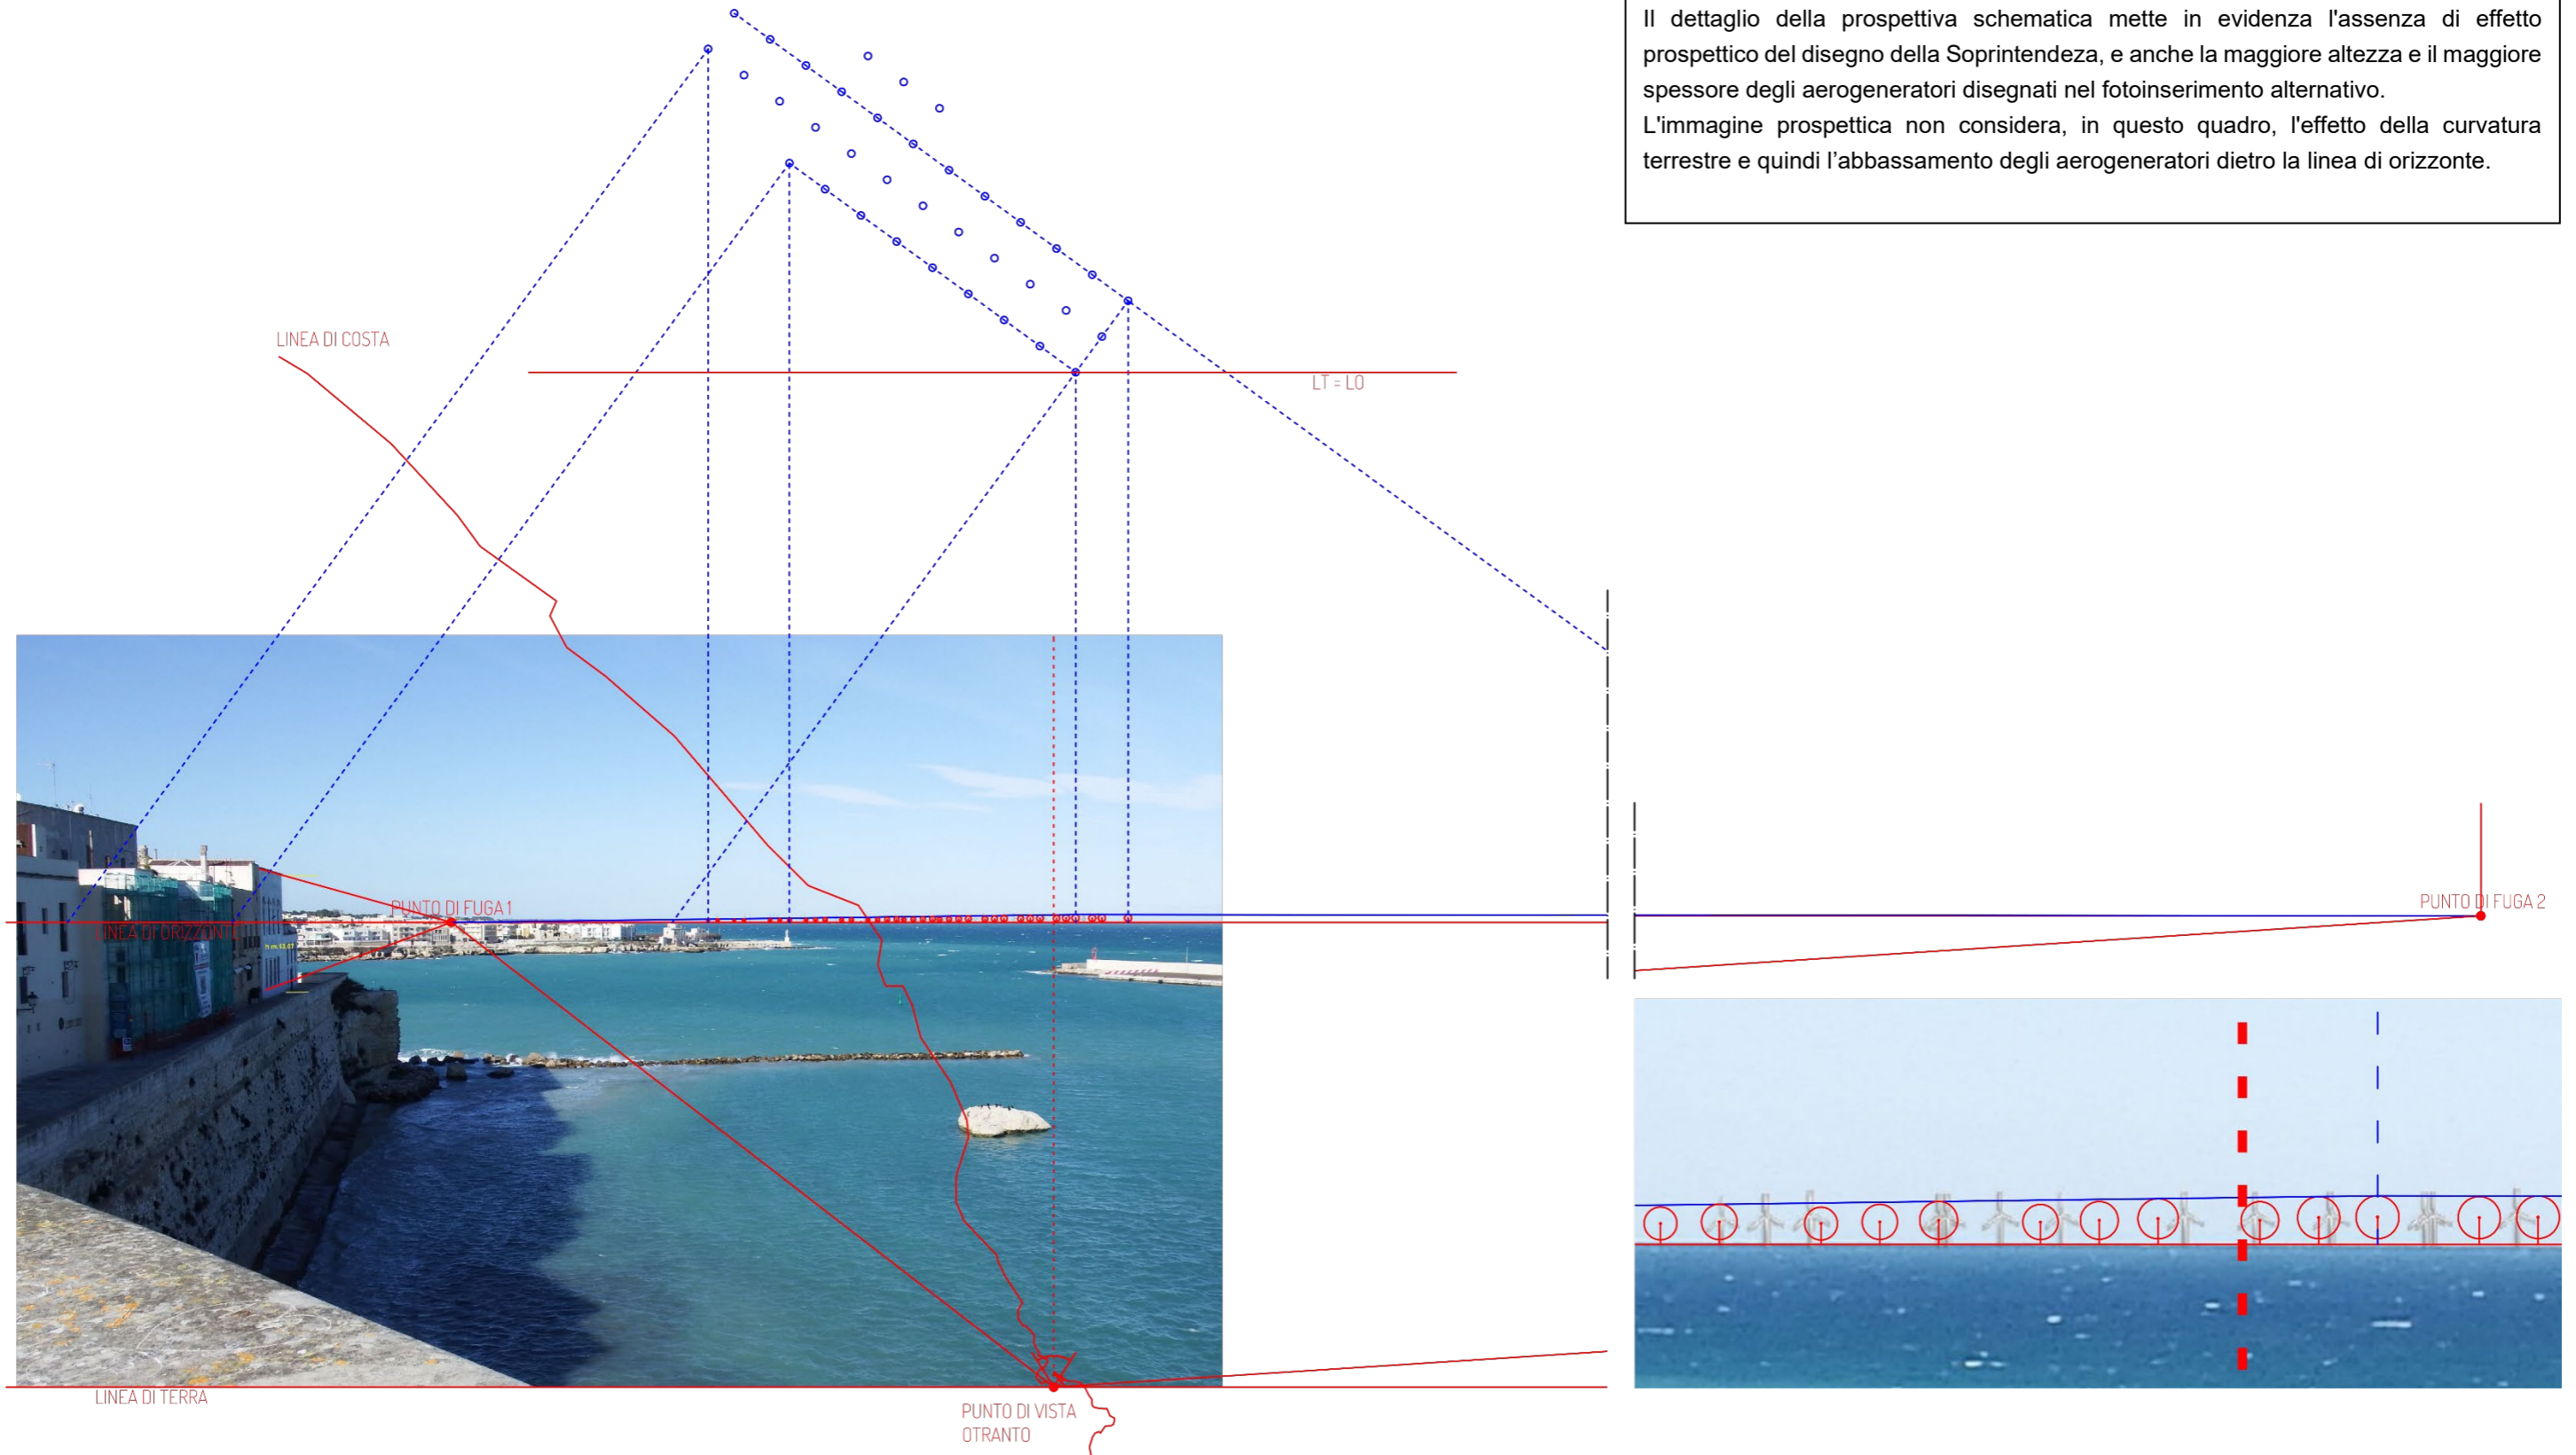 Il dettaglio della prospettiva schematica mette in evidenza l'assenza di effetto
prospettico del disegno della Soprintendeza, e anche la maggiore altezza e il maggiore
spessore degli aerogeneratori disegnati nel fotoinserimento alternativo.
L'immagine prospettica non considera, in questo quadro, l'effetto della curvatura
terrestre e quindi l’abbassamento degli aerogeneratori dietro la linea di orizzonte.
LINEA DI COSTA
LT = LO
PUNTO DI FUGA 1
PUNTO DI FUGA 2
LINEA DI ORIZZONTE
LINEA DI TERRA
PUNTO DI VISTA
OTRANTO